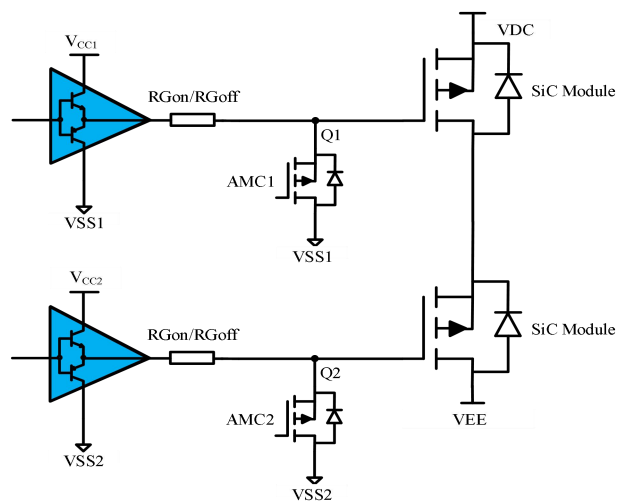 VCC1
VDC
RGon/RGoff
SiC Module
Q1
AMC1
VSS1
VSS1
VCC2
RGon/RGoff
SiC Module
Q2
AMC2
VEE
VSS2
VSS2